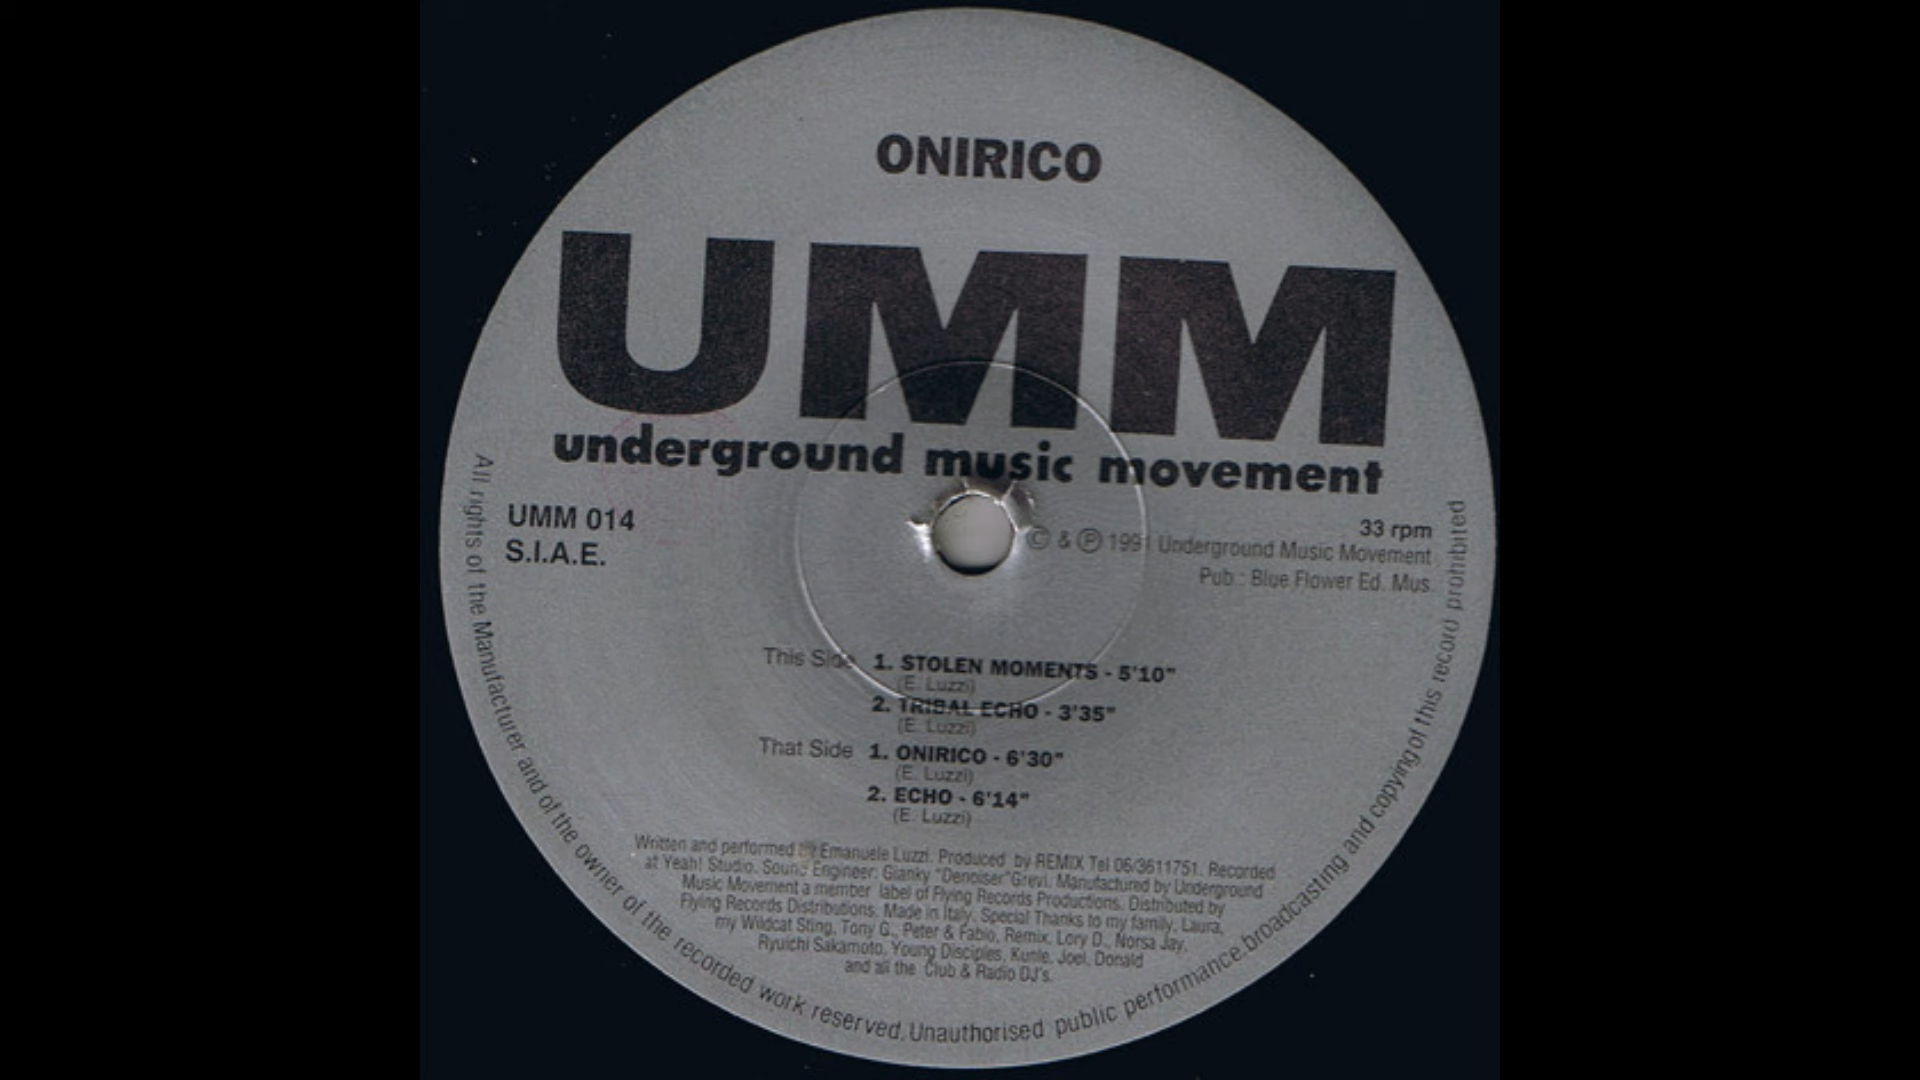 ONIRICO
UMM
underground music movement
UMM 014
S.I.A.E.
33 rpm
© & ℗ 1991 Underground Music Movement
Pub.: Blue Flower Ed. Mus.
This Side 1. STOLEN MOMENTS - 5'10"
(E. Luzzi)
2. TRIBAL ECHO - 3'35"
(E. Luzzi)
That Side 1. ONIRICO - 6'30"
(E. Luzzi)
2. ECHO - 6'14"
(E. Luzzi)
Written and performed by Emanuele Luzzi. Produced by REMIX Tel 06/3611751. Recorded
at Yeah! Studio. Sound Engineer: Gianky "Denoiser" Grevi. Manufactured by Underground
Music Movement a member label of Flying Records Productions. Distributed by
Flying Records Distributions. Made in Italy. Special Thanks to my family, Laura,
my Wildcat Sting, Tony G., Peter & Fabio, Remix, Lory D., Norsa Jay,
Ryuichi Sakamoto, Young Disciples, Kunle, Joel, Donald
and all the Club & Radio DJ's.
All rights of the Manufacturer and of the owner of the recorded work reserved. Unauthorised public performance, broadcasting and copying of this record prohibited